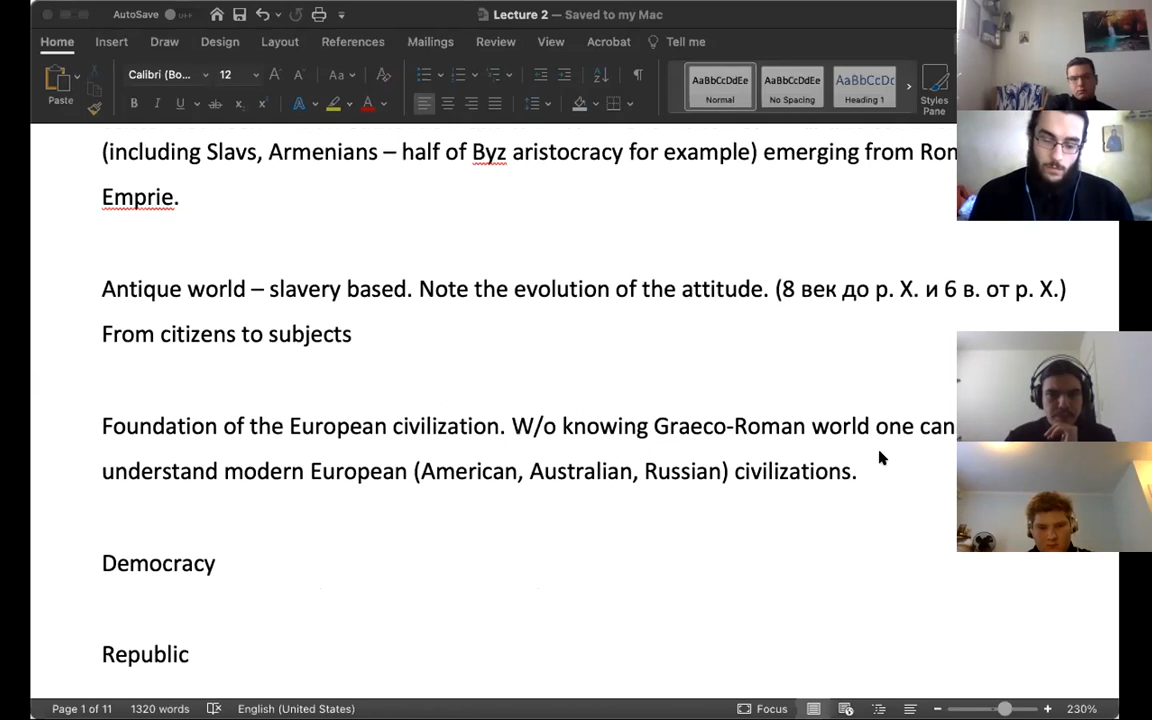 AutoSave OFF
Lecture 2 — Saved to my Mac
Home Insert Draw Design Layout References Mailings Review View Acrobat Tell me
Paste
Calibri (Bo... 12
AaBbCcDdEe
Normal
AaBbCcDdEe
No Spacing
AaBbCcDc
Heading 1
Styles
Pane
(including Slavs, Armenians – half of Byz aristocracy for example) emerging from
Emprie.
Antique world – slavery based. Note the evolution of the attitude. (8 век до р. Х. и 6 в. от р. Х.)
From citizens to subjects
Foundation of the European civilization. W/o knowing Graeco-Roman world one can
understand modern European (American, Australian, Russian) civilizations.
Democracy
Republic
Page 1 of 11 1320 words English (United States) Focus 230%